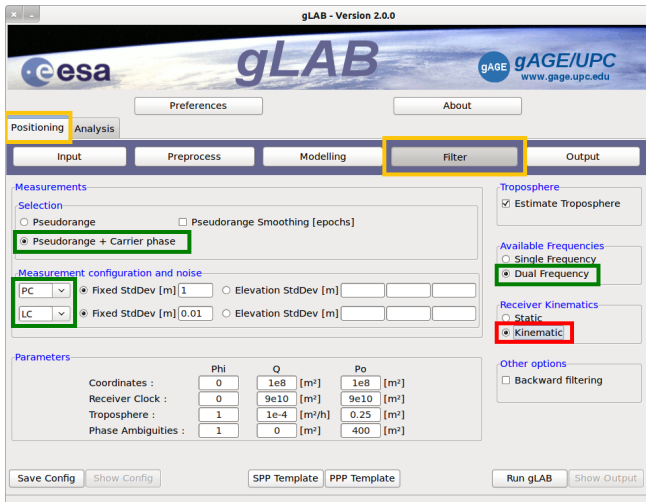 gLAB - Version 2.0.0
esa
gLAB
gAGE
gAGE/UPC
www.gage.upc.edu
Preferences
About
Positioning
Analysis
Input
Preprocess
Modelling
Filter
Output
Measurements
Selection
Pseudorange
Pseudorange Smoothing [epochs]
Pseudorange + Carrier phase
Measurement configuration and noise
PC Fixed StdDev [m] 1 Elevation StdDev [m]
LC Fixed StdDev [m] 0.01 Elevation StdDev [m]
Troposphere
Estimate Troposphere
Available Frequencies
Single Frequency
Dual Frequency
Receiver Kinematics
Static
Kinematic
Other options
Backward filtering
Parameters
Phi Q Po
Coordinates : 0 1e8 [m²] 1e8 [m²]
Receiver Clock : 0 9e10 [m²] 9e10 [m²]
Troposphere : 1 1e-4 [m²/h] 0.25 [m²]
Phase Ambiguities : 1 0 [m²] 400 [m²]
Save Config
Show Config
SPP Template
PPP Template
Run gLAB
Show Output